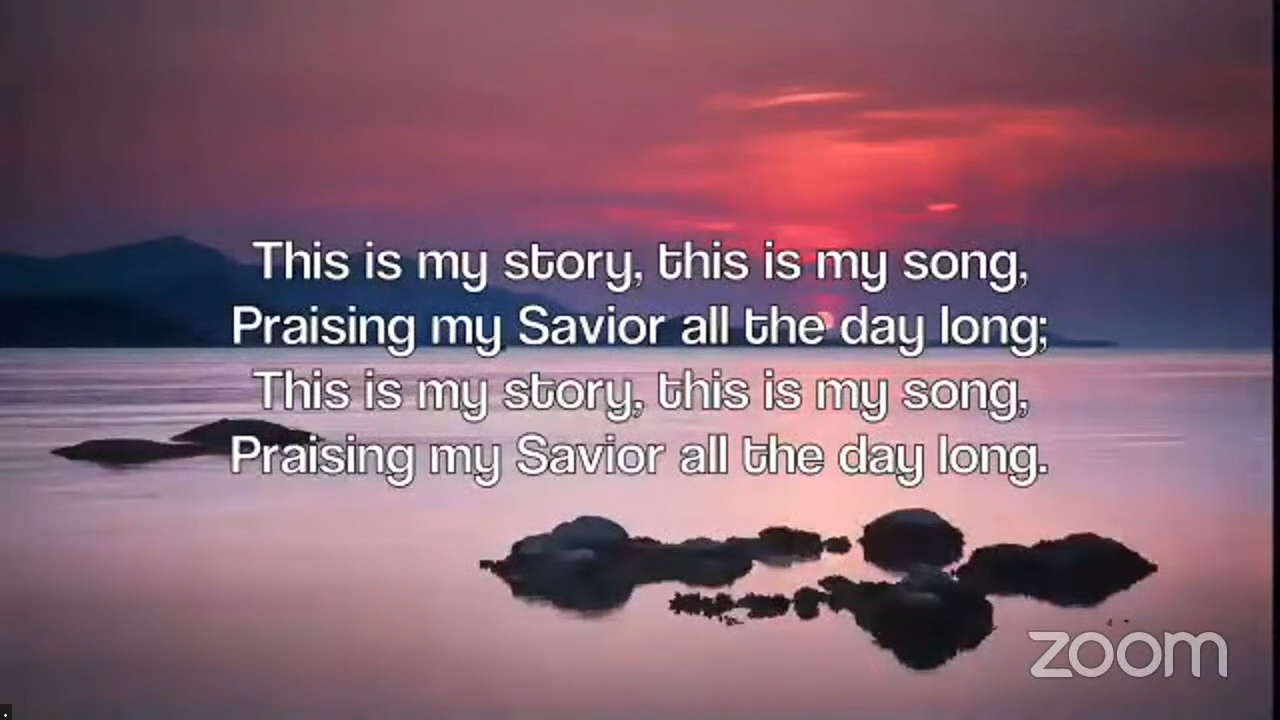 This is my story, this is my song,
Praising my Savior all the day long;
This is my story, this is my song,
Praising my Savior all the day long.
zoom